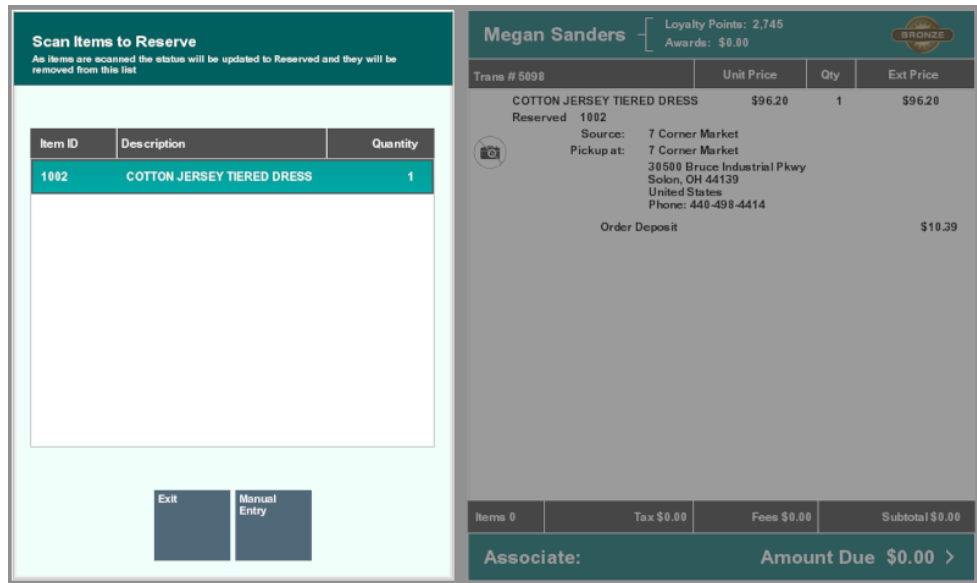 Scan Items to Reserve
As items are scanned the status will be updated to Reserved and they will be
removed from this list
Item ID Description Quantity
1002 COTTON JERSEY TIERED DRESS 1
Exit
Manual
Entry
Megan Sanders
Loyalty Points: 2,745
Awards: $0.00
BRONZE
Trans # 5098 Unit Price Qty Ext Price
COTTON JERSEY TIERED DRESS $96.20 1 $96.20
Reserved 1002
Source: 7 Corner Market
Pickup at: 7 Corner Market
30500 Bruce Industrial Pkwy
Solon, OH 44139
United States
Phone: 440-498-4414
Order Deposit $10.39
Items 0 Tax $0.00 Fees $0.00 Subtotal $0.00
Associate: Amount Due $0.00 >